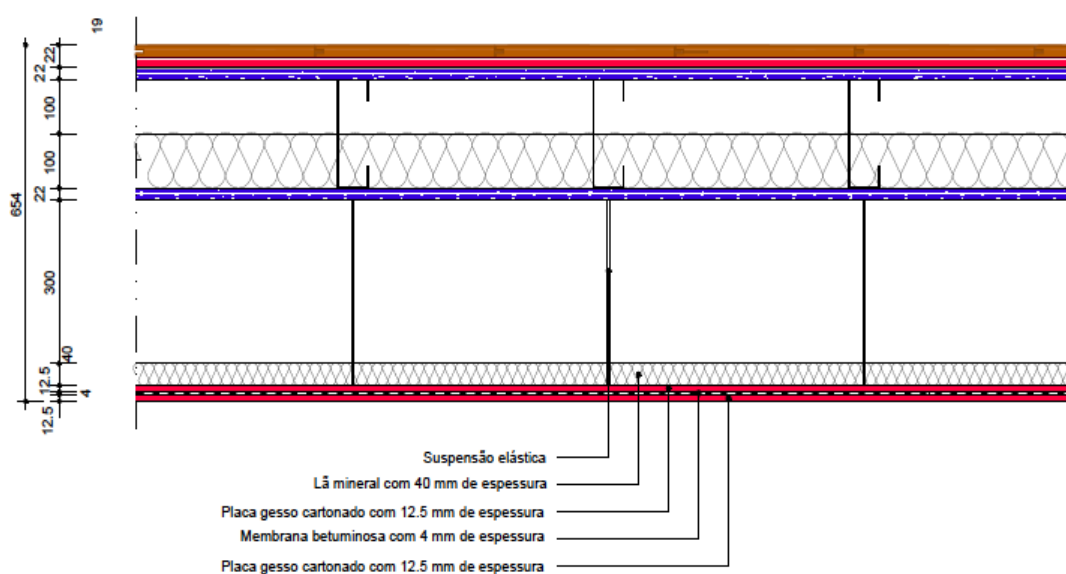 19
22
22
100
100
22
654
300
40
12.5
4
12.5
Suspensão elástica
Lã mineral com 40 mm de espessura
Placa gesso cartonado com 12.5 mm de espessura
Membrana betuminosa com 4 mm de espessura
Placa gesso cartonado com 12.5 mm de espessura